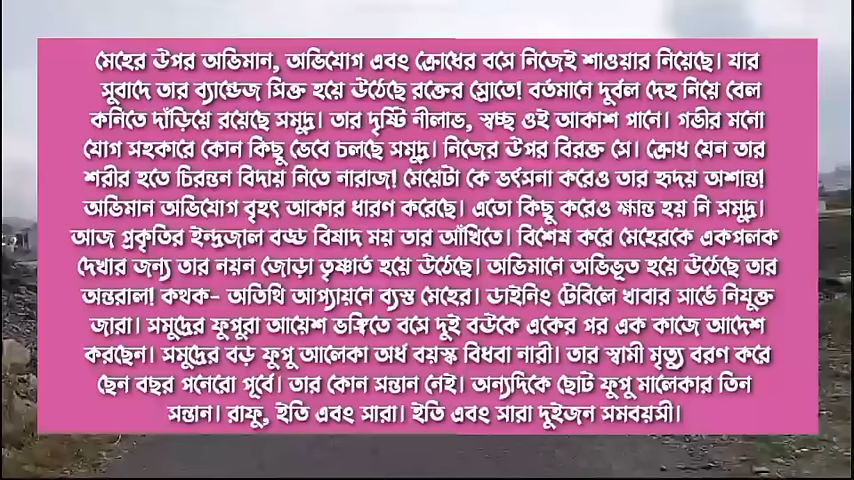 মেহের উপর অভিমান, অভিযোগ এবং ক্রোধের বসে নিজেই শাওয়ার নিয়েছে। যার
সুবাদে তার ব্যান্ডেজ সিক্ত হয়ে উঠেছে রক্তের স্রোতে! বর্তমানে দুর্বল দেহ নিয়ে বেল
কনিতে দাঁড়িয়ে রয়েছে সমুদ্র। তার দৃষ্টি নীলাভ, স্বচ্ছ ওই আকাশ পানে। গভীর মনো
যোগ সহকারে কোন কিছু ভেবে চলছে সমুদ্র। নিজের উপর বিরক্ত সে। ক্রোধ যেন তার
শরীর হতে চিরন্তন বিদায় নিতে নারাজ! মেয়েটা কে ভর্ৎসনা করেও তার হৃদয় অশান্ত!
অভিমান অভিযোগ বৃহৎ আকার ধারণ করেছে। এতো কিছু করেও ক্ষান্ত হয় নি সমুদ্র।
আজ প্রকৃতির ইন্দ্রজাল বড্ড বিষাদ ময় তার আঁখিতে। বিশেষ করে মেহেরকে একপলক
দেখার জন্য তার নয়ন জোড়া তৃষ্ণার্ত হয়ে উঠেছে। অভিমানে অভিভূত হয়ে উঠেছে তার
অন্তরাল! কথক- অতিথি আপ্যায়নে ব্যস্ত মেহের। ডাইনিং টেবিলে খাবার সার্ভে নিযুক্ত
জারা। সমুদ্রের ফুপুরা আয়েশ ভঙ্গিতে বসে দুই বউকে একের পর এক কাজে আদেশ
করছেন। সমুদ্রের বড় ফুপু আলেকা অর্ধ বয়স্ক বিধবা নারী। তার স্বামী মৃত্যু বরণ করে
ছেন বছর পনেরো পূর্বে। তার কোন সন্তান নেই। অন্যদিকে ছোট ফুপু মালেকার তিন
সন্তান। রাফু, ইতি এবং সারা। ইতি এবং সারা দুইজন সমবয়সী।